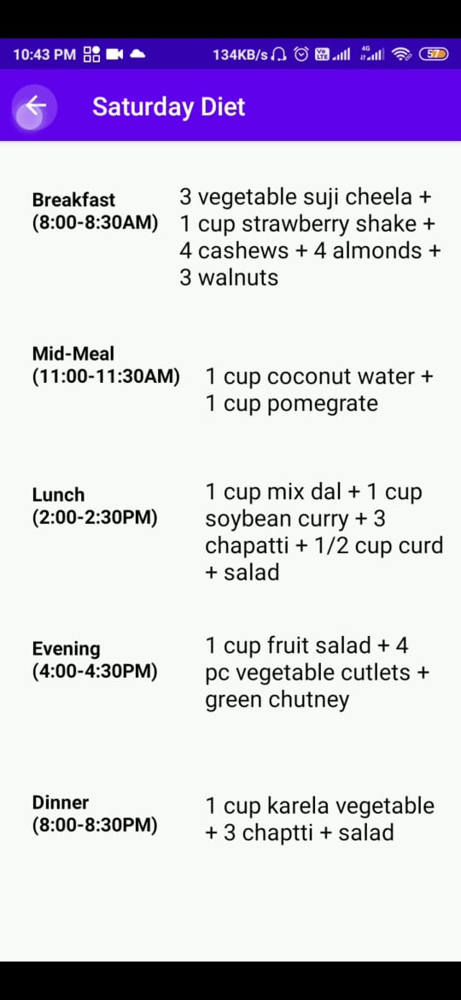 10:43 PM 134KB/s Vo LTE 4G 57
Saturday Diet
Breakfast
(8:00-8:30AM)
3 vegetable suji cheela +
1 cup strawberry shake +
4 cashews + 4 almonds +
3 walnuts
Mid-Meal
(11:00-11:30AM)
1 cup coconut water +
1 cup pomegrate
Lunch
(2:00-2:30PM)
1 cup mix dal + 1 cup
soybean curry + 3
chapatti + 1/2 cup curd
+ salad
Evening
(4:00-4:30PM)
1 cup fruit salad + 4
pc vegetable cutlets +
green chutney
Dinner
(8:00-8:30PM)
1 cup karela vegetable
+ 3 chaptti + salad